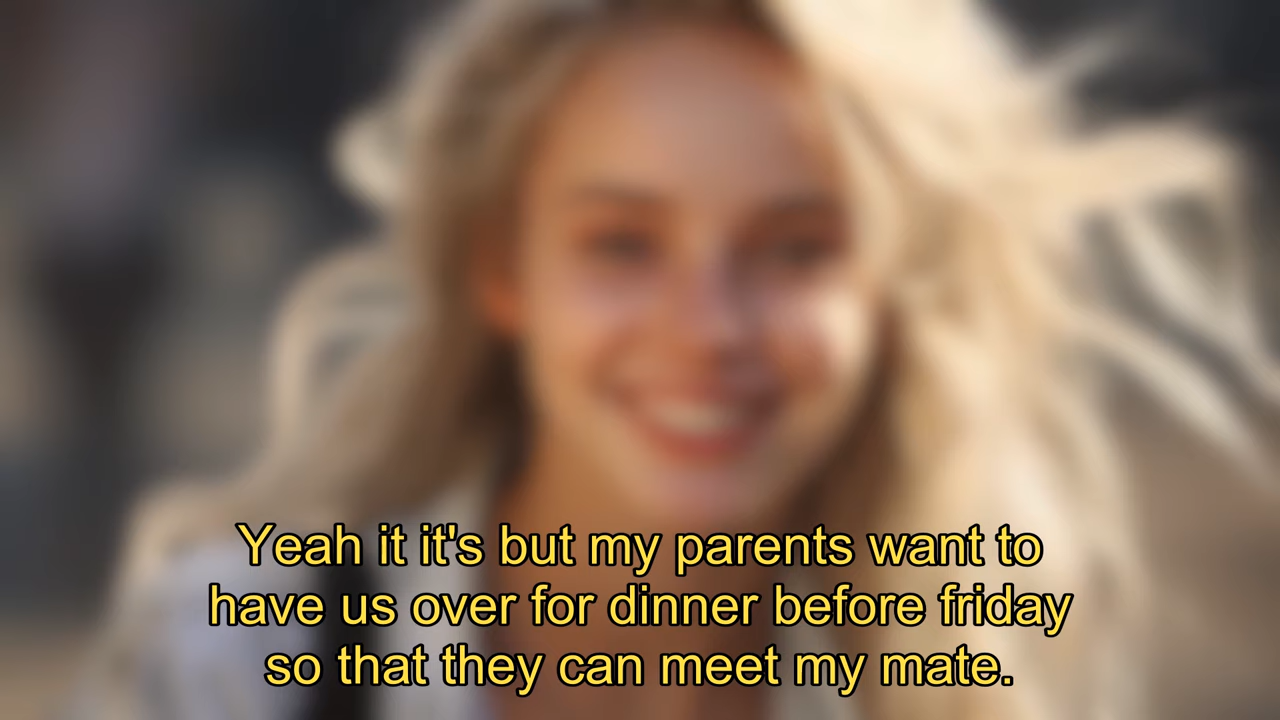 Yeah it it's but my parents want to
have us over for dinner before friday
so that they can meet my mate.